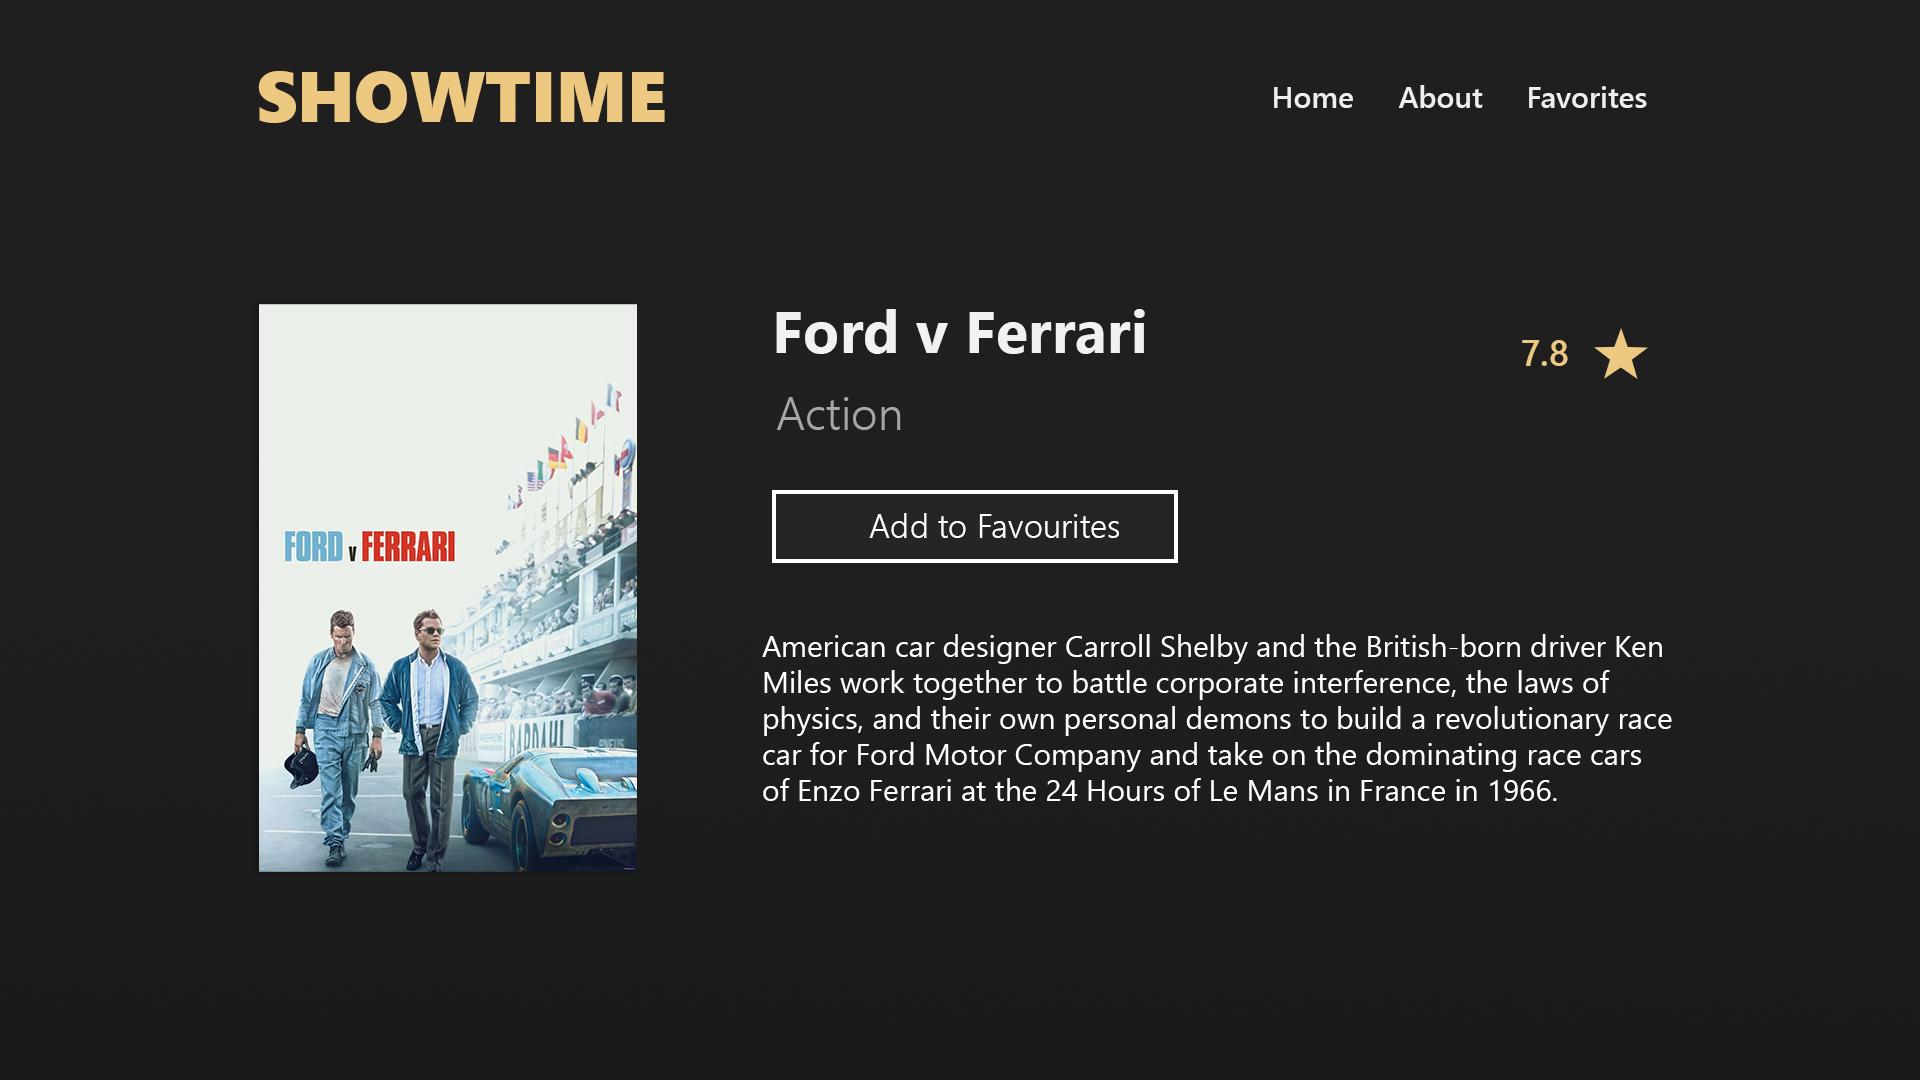 SHOWTIME
Home About Favorites
Ford v Ferrari
7.8
Action
Add to Favourites
FORD v FERRARI
BARDAHL
American car designer Carroll Shelby and the British-born driver Ken
Miles work together to battle corporate interference, the laws of
physics, and their own personal demons to build a revolutionary race
car for Ford Motor Company and take on the dominating race cars
of Enzo Ferrari at the 24 Hours of Le Mans in France in 1966.